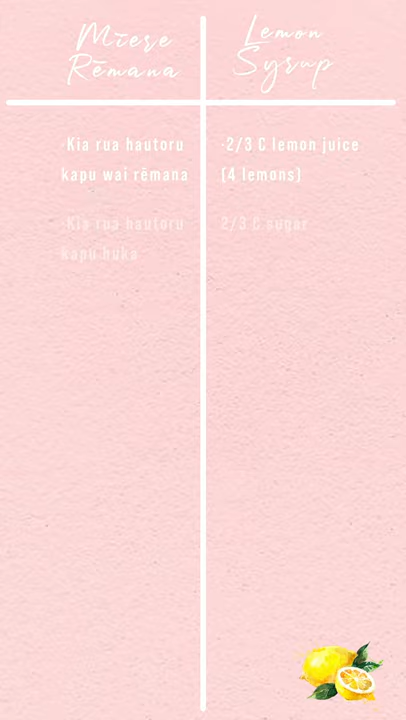 Mīere
Rēmana
Lemon
Syrup
·Kia rua hautoru
kapu wai rēmana
·2/3 C lemon juice
(4 lemons)
·Kia rua hautoru
kapu huka
2/3 C sugar